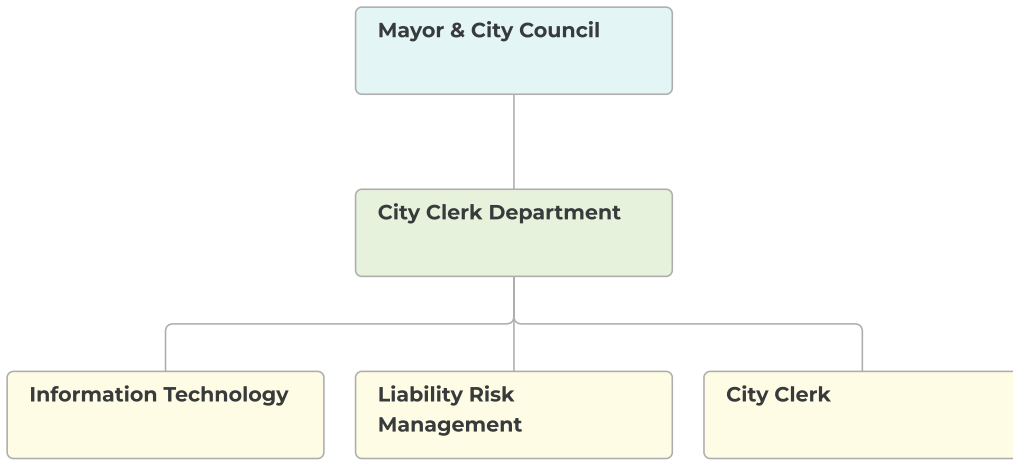 Mayor & City Council
City Clerk Department
Information Technology
Liability Risk
Management
City Clerk